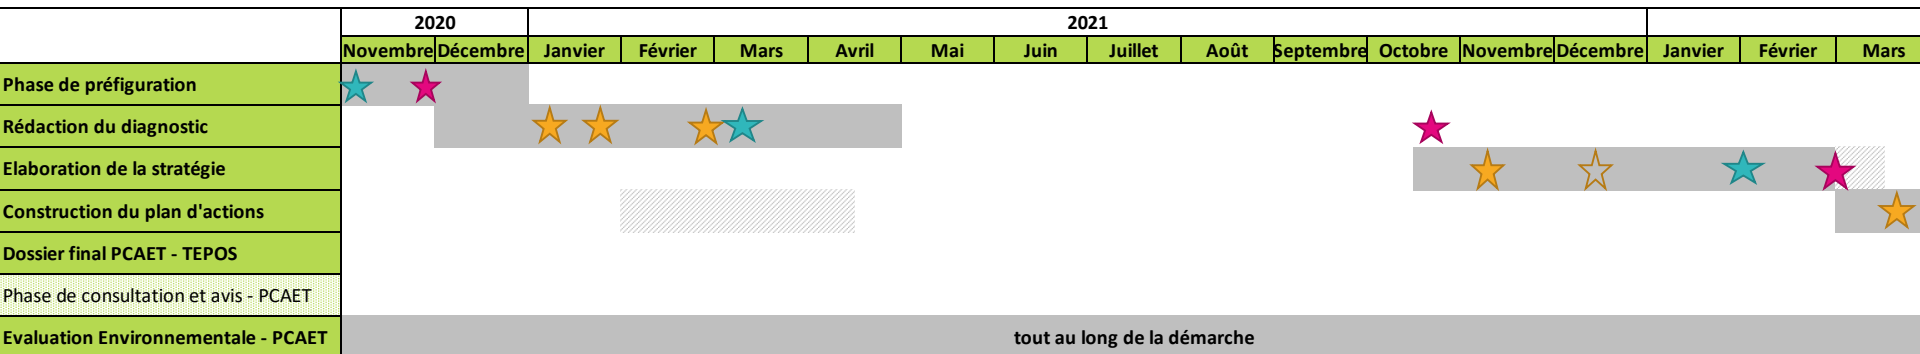 2020 2021
Novembre Décembre Janvier Février Mars Avril Mai Juin Juillet Août Septembre Octobre Novembre Décembre Janvier Février Mars
Phase de préfiguration
Rédaction du diagnostic
Elaboration de la stratégie
Construction du plan d'actions
Dossier final PCAET - TEPOS
Phase de consultation et avis - PCAET
Evaluation Environnementale - PCAET tout au long de la démarche